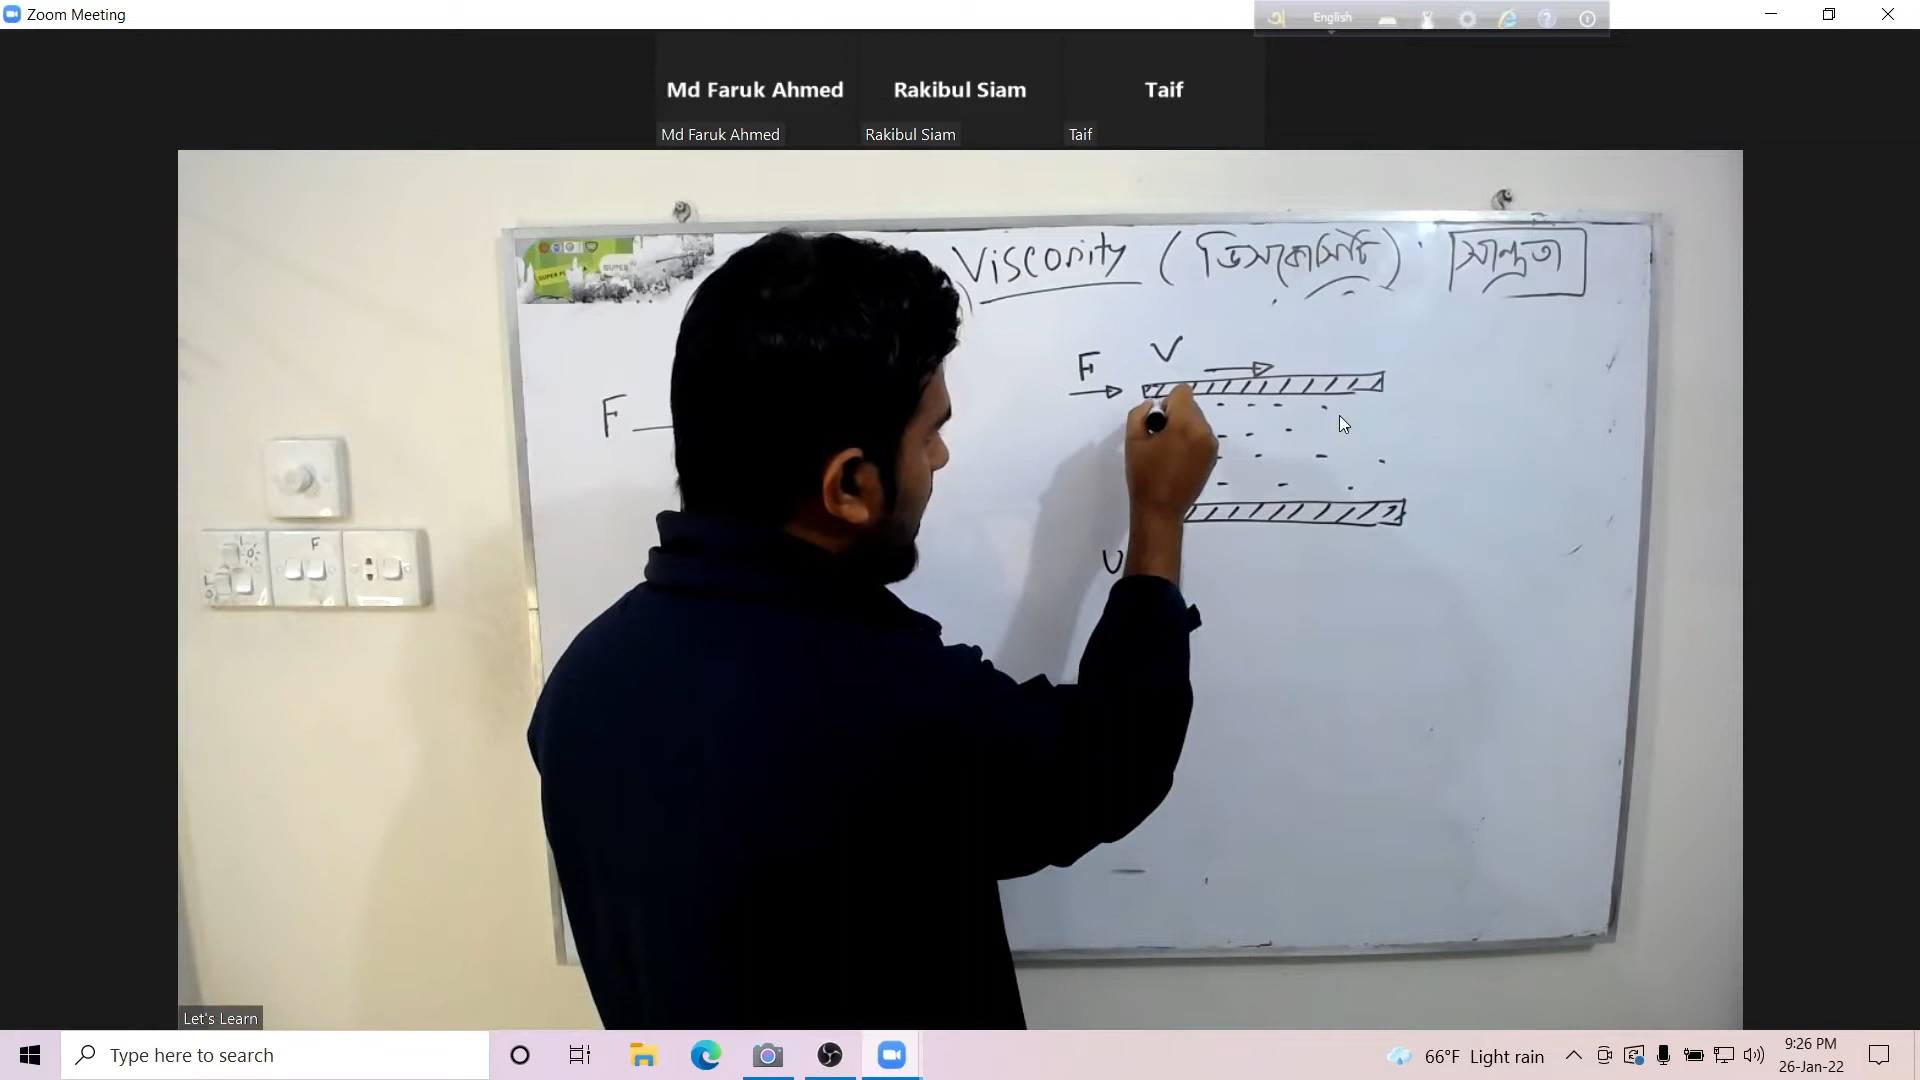 Zoom Meeting
English
Md Faruk Ahmed
Rakibul Siam
Taif
Md Faruk Ahmed
Rakibul Siam
Taif
Viscosity (ভিসকোসিটি) সান্দ্রতা
F
V
F
U
F
Let's Learn
Type here to search
66°F Light rain
9:26 PM
26-Jan-22